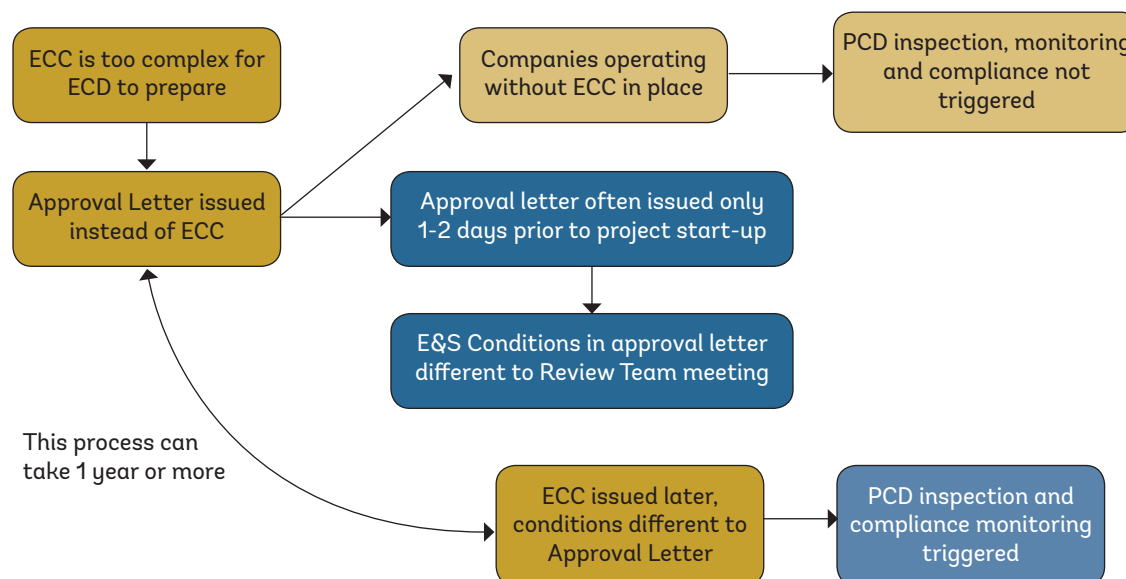 ECC is too complex for
ECD to prepare
Companies operating
without ECC in place
PCD inspection, monitoring
and compliance not
triggered
Approval Letter issued
instead of ECC
Approval letter often issued only
1-2 days prior to project start-up
E&S Conditions in approval letter
different to Review Team meeting
This process can
take 1 year or more
ECC issued later,
conditions different to
Approval Letter
PCD inspection and
compliance monitoring
triggered